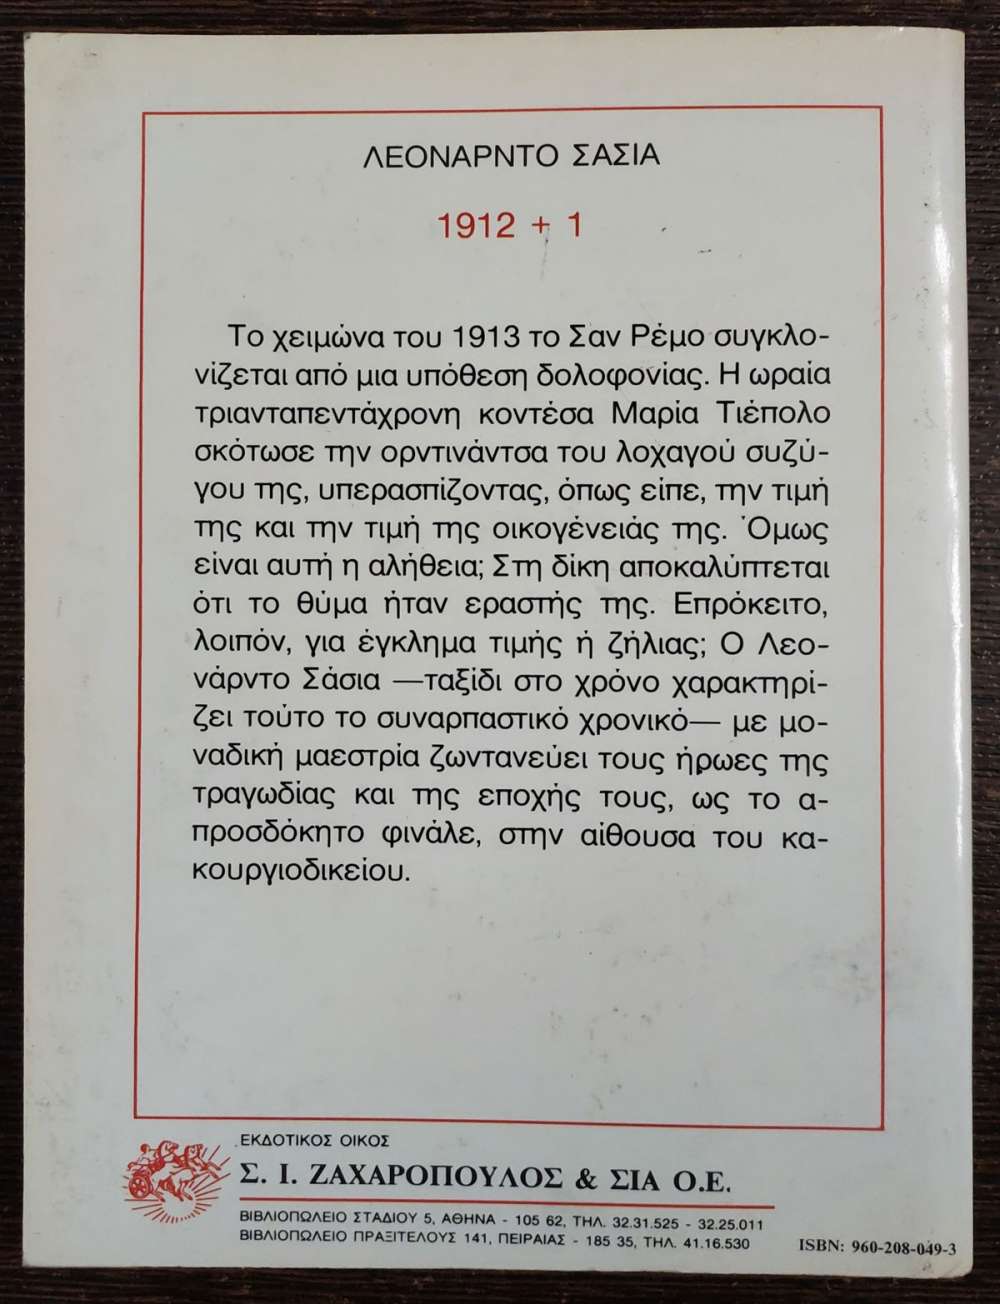 ΛΕΟΝΑΡΝΤΟ ΣΑΣΙΑ
1912 + 1
Το χειμώνα του 1913 το Σαν Ρέμο συγκλο-
νίζεται από μια υπόθεση δολοφονίας. Η ωραία
τριανταπεντάχρονη κοντέσα Μαρία Τιέπολο
σκότωσε την ορντινάντσα του λοχαγού συζύ-
γου της, υπερασπίζοντας, όπως είπε, την τιμή
της και την τιμή της οικογένειάς της. Όμως
είναι αυτή η αλήθεια; Στη δίκη αποκαλύπτεται
ότι το θύμα ήταν εραστής της. Επρόκειτο,
λοιπόν, για έγκλημα τιμής ή ζήλιας; Ο Λεο-
νάρντο Σάσια —ταξίδι στο χρόνο χαρακτηρί-
ζει τούτο το συναρπαστικό χρονικό— με μο-
ναδική μαεστρία ζωντανεύει τους ήρωες της
τραγωδίας και της εποχής τους, ως το α-
προσδόκητο φινάλε, στην αίθουσα του κα-
κουργιοδικείου.
ΕΚΔΟΤΙΚΟΣ ΟΙΚΟΣ
Σ. Ι. ΖΑΧΑΡΟΠΟΥΛΟΣ & ΣΙΑ Ο.Ε.
ΒΙΒΛΙΟΠΩΛΕΙΟ ΣΤΑΔΙΟΥ 5, ΑΘΗΝΑ - 105 62, ΤΗΛ. 32.31.525 - 32.25.011
ΒΙΒΛΙΟΠΩΛΕΙΟ ΠΡΑΞΙΤΕΛΟΥΣ 141, ΠΕΙΡΑΙΑΣ - 185 35, ΤΗΛ. 41.16.530
ISBN: 960-208-049-3